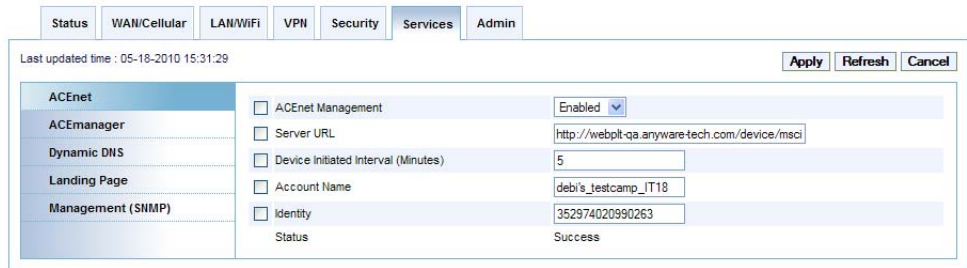 Status WAN/Cellular LAN/WiFi VPN Security Services Admin
Last updated time : 05-18-2010 15:31:29
Apply Refresh Cancel
ACEnet
ACEmanager
Dynamic DNS
Landing Page
Management (SNMP)
ACEnet Management Enabled
Server URL http://webplt-qa.anyware-tech.com/device/msci
Device Initiated Interval (Minutes) 5
Account Name debi's_testcamp_IT18
Identity 352974020990263
Status Success